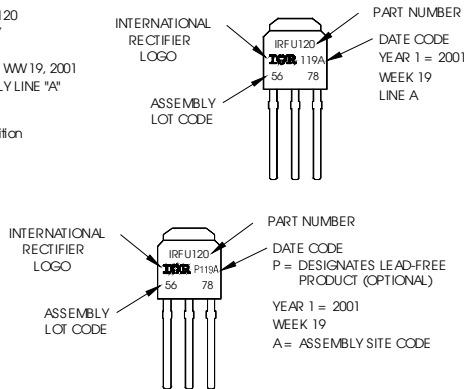 120
WW 19, 2001
Y LINE "A"
ition
INTERNATIONAL
RECTIFIER
LOGO
PART NUMBER
IRFU120
IOR 119A
56 78
DATE CODE
YEAR 1 = 2001
WEEK 19
LINE A
ASSEMBLY
LOT CODE
INTERNATIONAL
RECTIFIER
LOGO
PART NUMBER
IRFU120
IOR P119A
56 78
DATE CODE
P = DESIGNATES LEAD-FREE
PRODUCT (OPTIONAL)
YEAR 1 = 2001
WEEK 19
A = ASSEMBLY SITE CODE
ASSEMBLY
LOT CODE